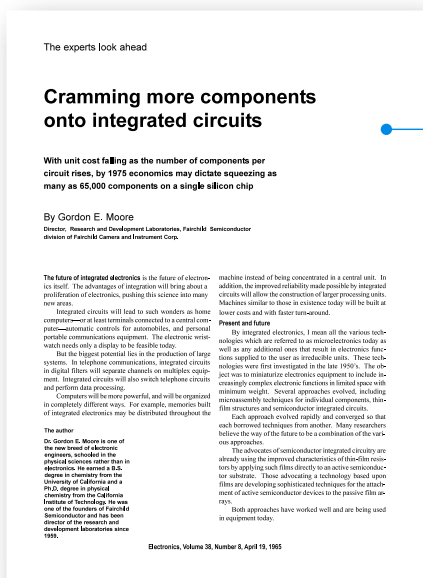 The experts look ahead
Cramming more components
onto integrated circuits
With unit cost falling as the number of components per
circuit rises, by 1975 economics may dictate squeezing as
many as 65,000 components on a single silicon chip
By Gordon E. Moore
Director, Research and Development Laboratories, Fairchild Semiconductor
division of Fairchild Camera and Instrument Corp.
The future of integrated electronics is the future of electron-
ics itself. The advantages of integration will bring about a
proliferation of electronics, pushing this science into many
new areas.
Integrated circuits will lead to such wonders as home
computers—or at least terminals connected to a central com-
puter—automatic controls for automobiles, and personal
portable communications equipment. The electronic wrist-
watch needs only a display to be feasible today.
But the biggest potential lies in the production of large
systems. In telephone communications, integrated circuits
in digital filters will separate channels on multiplex equip-
ment. Integrated circuits will also switch telephone circuits
and perform data processing.
Computers will be more powerful, and will be organized
in completely different ways. For example, memories built
of integrated electronics may be distributed throughout the
The author
Dr. Gordon E. Moore is one of
the new breed of electronic
engineers, schooled in the
physical sciences rather than in
electronics. He earned a B.S.
degree in chemistry from the
University of California and a
Ph.D. degree in physical
chemistry from the California
Institute of Technology. He was
one of the founders of Fairchild
Semiconductor and has been
director of the research and
development laboratories since
1959.
machine instead of being concentrated in a central unit. In
addition, the improved reliability made possible by integrated
circuits will allow the construction of larger processing units.
Machines similar to those in existence today will be built at
lower costs and with faster turn-around.
Present and future
By integrated electronics, I mean all the various tech-
nologies which are referred to as microelectronics today as
well as any additional ones that result in electronics func-
tions supplied to the user as irreducible units. These tech-
nologies were first investigated in the late 1950's. The ob-
ject was to miniaturize electronics equipment to include in-
creasingly complex electronic functions in limited space with
minimum weight. Several approaches evolved, including
microassembly techniques for individual components, thin-
film structures and semiconductor integrated circuits.
Each approach evolved rapidly and converged so that
each borrowed techniques from another. Many researchers
believe the way of the future to be a combination of the vari-
ous approaches.
The advocates of semiconductor integrated circuitry are
already using the improved characteristics of thin-film resis-
tors by applying such films directly to an active semiconduc-
tor substrate. Those advocating a technology based upon
films are developing sophisticated techniques for the attach-
ment of active semiconductor devices to the passive film ar-
rays.
Both approaches have worked well and are being used
in equipment today.
Electronics, Volume 38, Number 8, April 19, 1965